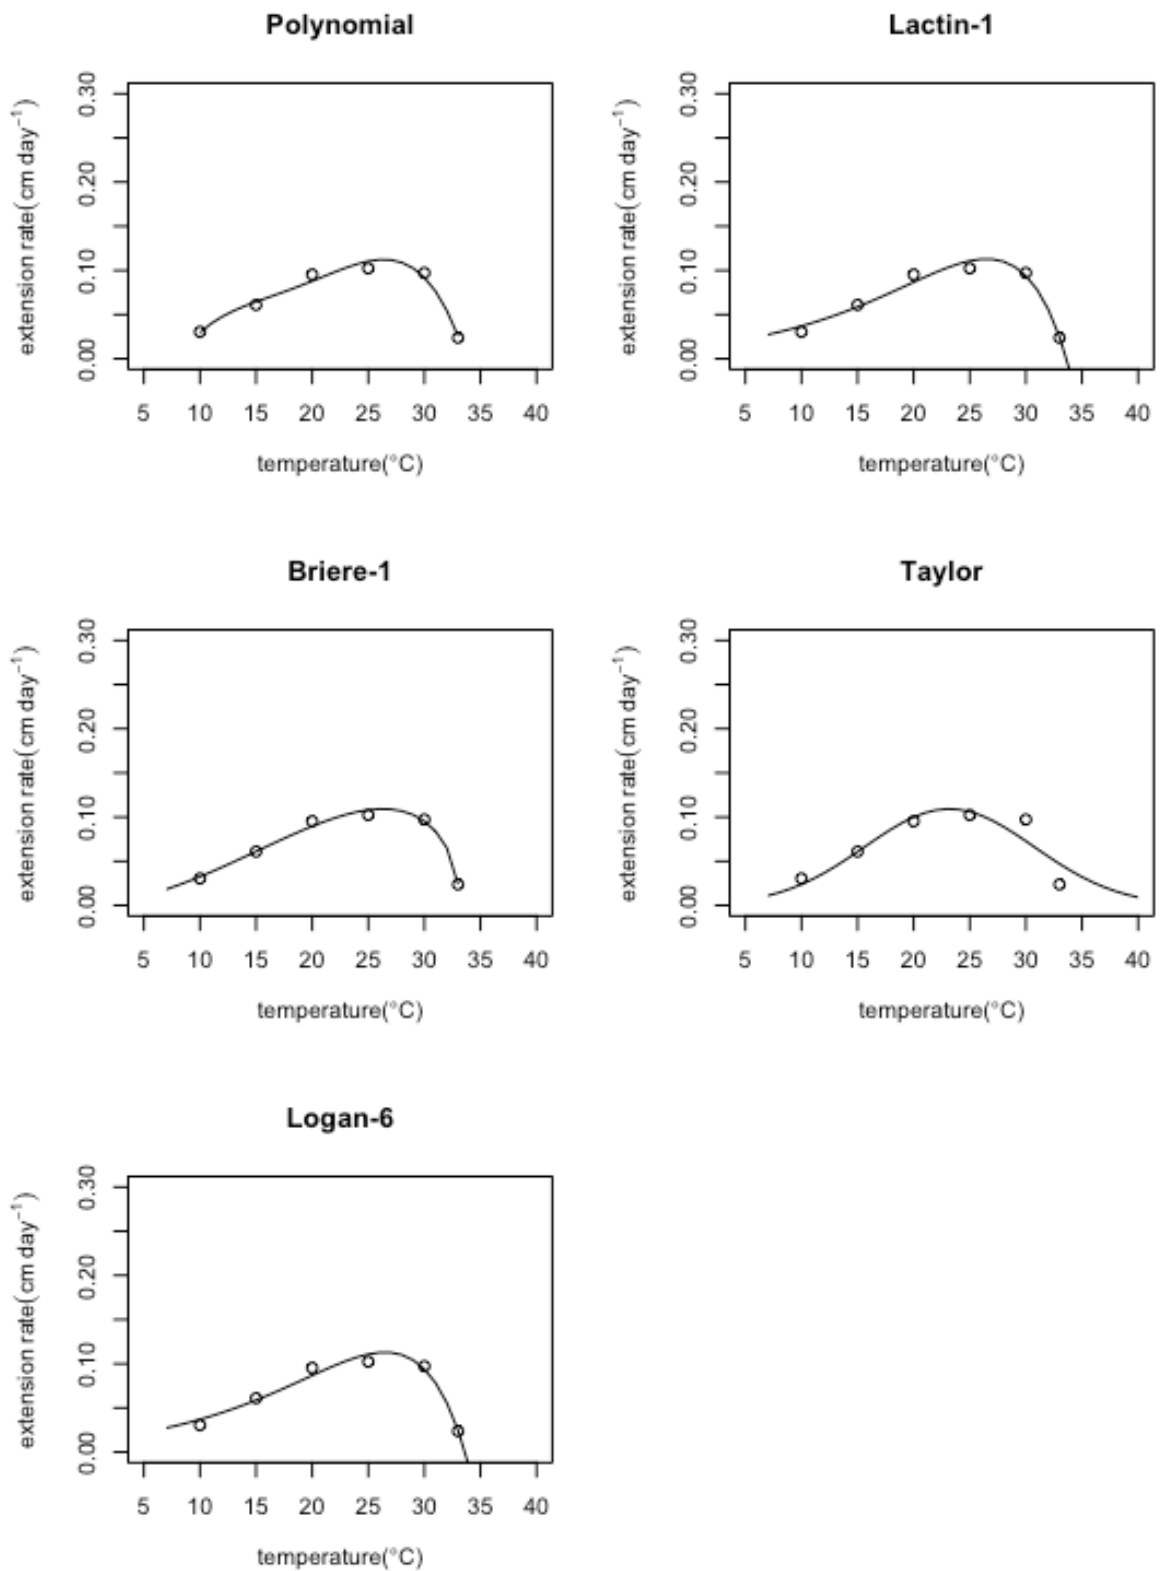 Polynomial
extension rate(cm day⁻¹)
0.30
0.20
0.10
0.00
5 10 15 20 25 30 35 40
temperature(°C)
Lactin-1
extension rate(cm day⁻¹)
0.30
0.20
0.10
0.00
5 10 15 20 25 30 35 40
temperature(°C)
Briere-1
extension rate(cm day⁻¹)
0.30
0.20
0.10
0.00
5 10 15 20 25 30 35 40
temperature(°C)
Taylor
extension rate(cm day⁻¹)
0.30
0.20
0.10
0.00
5 10 15 20 25 30 35 40
temperature(°C)
Logan-6
extension rate(cm day⁻¹)
0.30
0.20
0.10
0.00
5 10 15 20 25 30 35 40
temperature(°C)